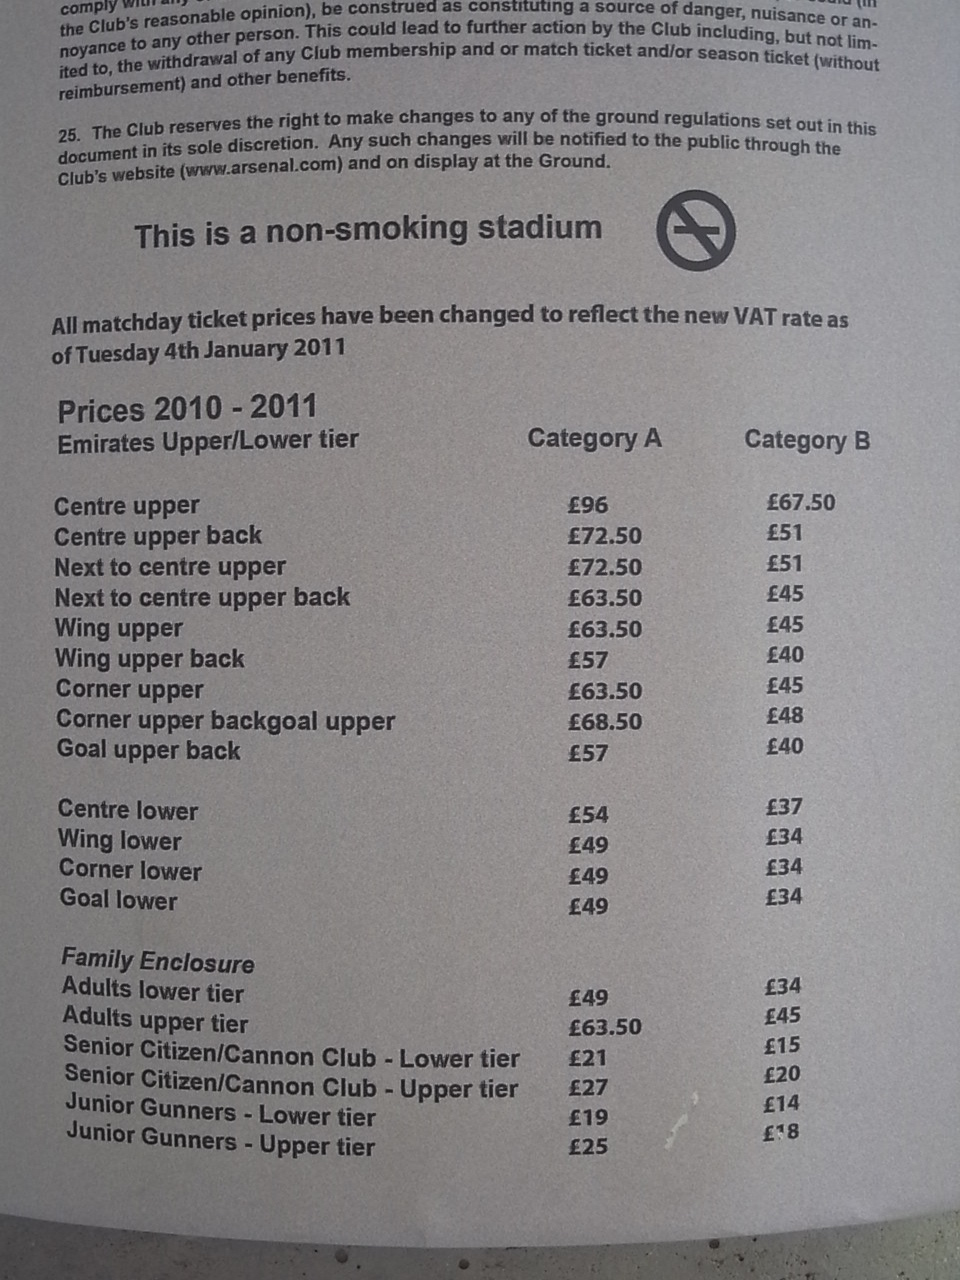 comply with any
the Club's reasonable opinion), be construed as constituting a source of danger, nuisance or an-
noyance to any other person. This could lead to further action by the Club including, but not lim-
ited to, the withdrawal of any Club membership and or match ticket and/or season ticket (without
reimbursement) and other benefits.
25. The Club reserves the right to make changes to any of the ground regulations set out in this
document in its sole discretion. Any such changes will be notified to the public through the
Club's website (www.arsenal.com) and on display at the Ground.
This is a non-smoking stadium
All matchday ticket prices have been changed to reflect the new VAT rate as
of Tuesday 4th January 2011
Prices 2010 - 2011
Emirates Upper/Lower tier Category A Category B
Centre upper £96 £67.50
Centre upper back £72.50 £51
Next to centre upper £72.50 £51
Next to centre upper back £63.50 £45
Wing upper £63.50 £45
Wing upper back £57 £40
Corner upper £63.50 £45
Corner upper backgoal upper £68.50 £48
Goal upper back £57 £40
Centre lower £54 £37
Wing lower £49 £34
Corner lower £49 £34
Goal lower £49 £34
Family Enclosure
Adults lower tier £49 £34
Adults upper tier £63.50 £45
Senior Citizen/Cannon Club - Lower tier £21 £15
Senior Citizen/Cannon Club - Upper tier £27 £20
Junior Gunners - Lower tier £19 £14
Junior Gunners - Upper tier £25 £18